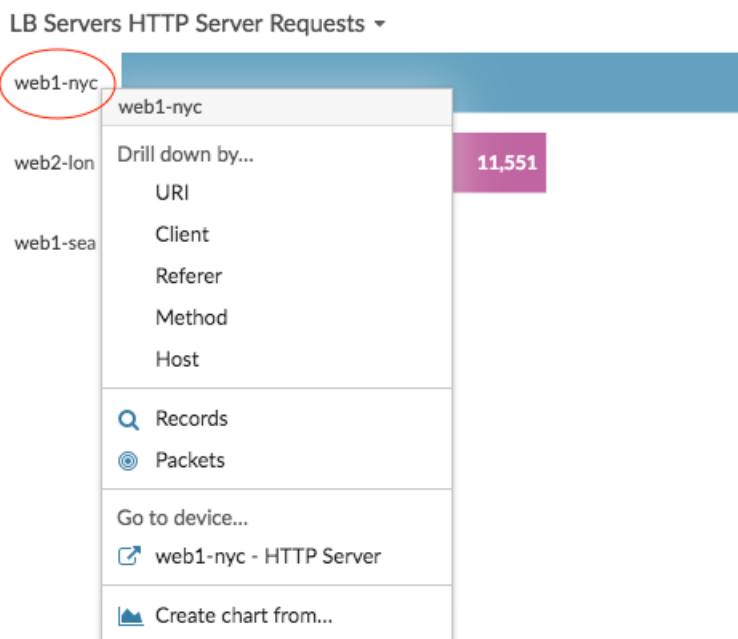 LB Servers HTTP Server Requests
web1-nyc
web1-nyc
web2-lon
Drill down by...
11,551
URI
web1-sea
Client
Referer
Method
Host
Records
Packets
Go to device...
web1-nyc - HTTP Server
Create chart from...